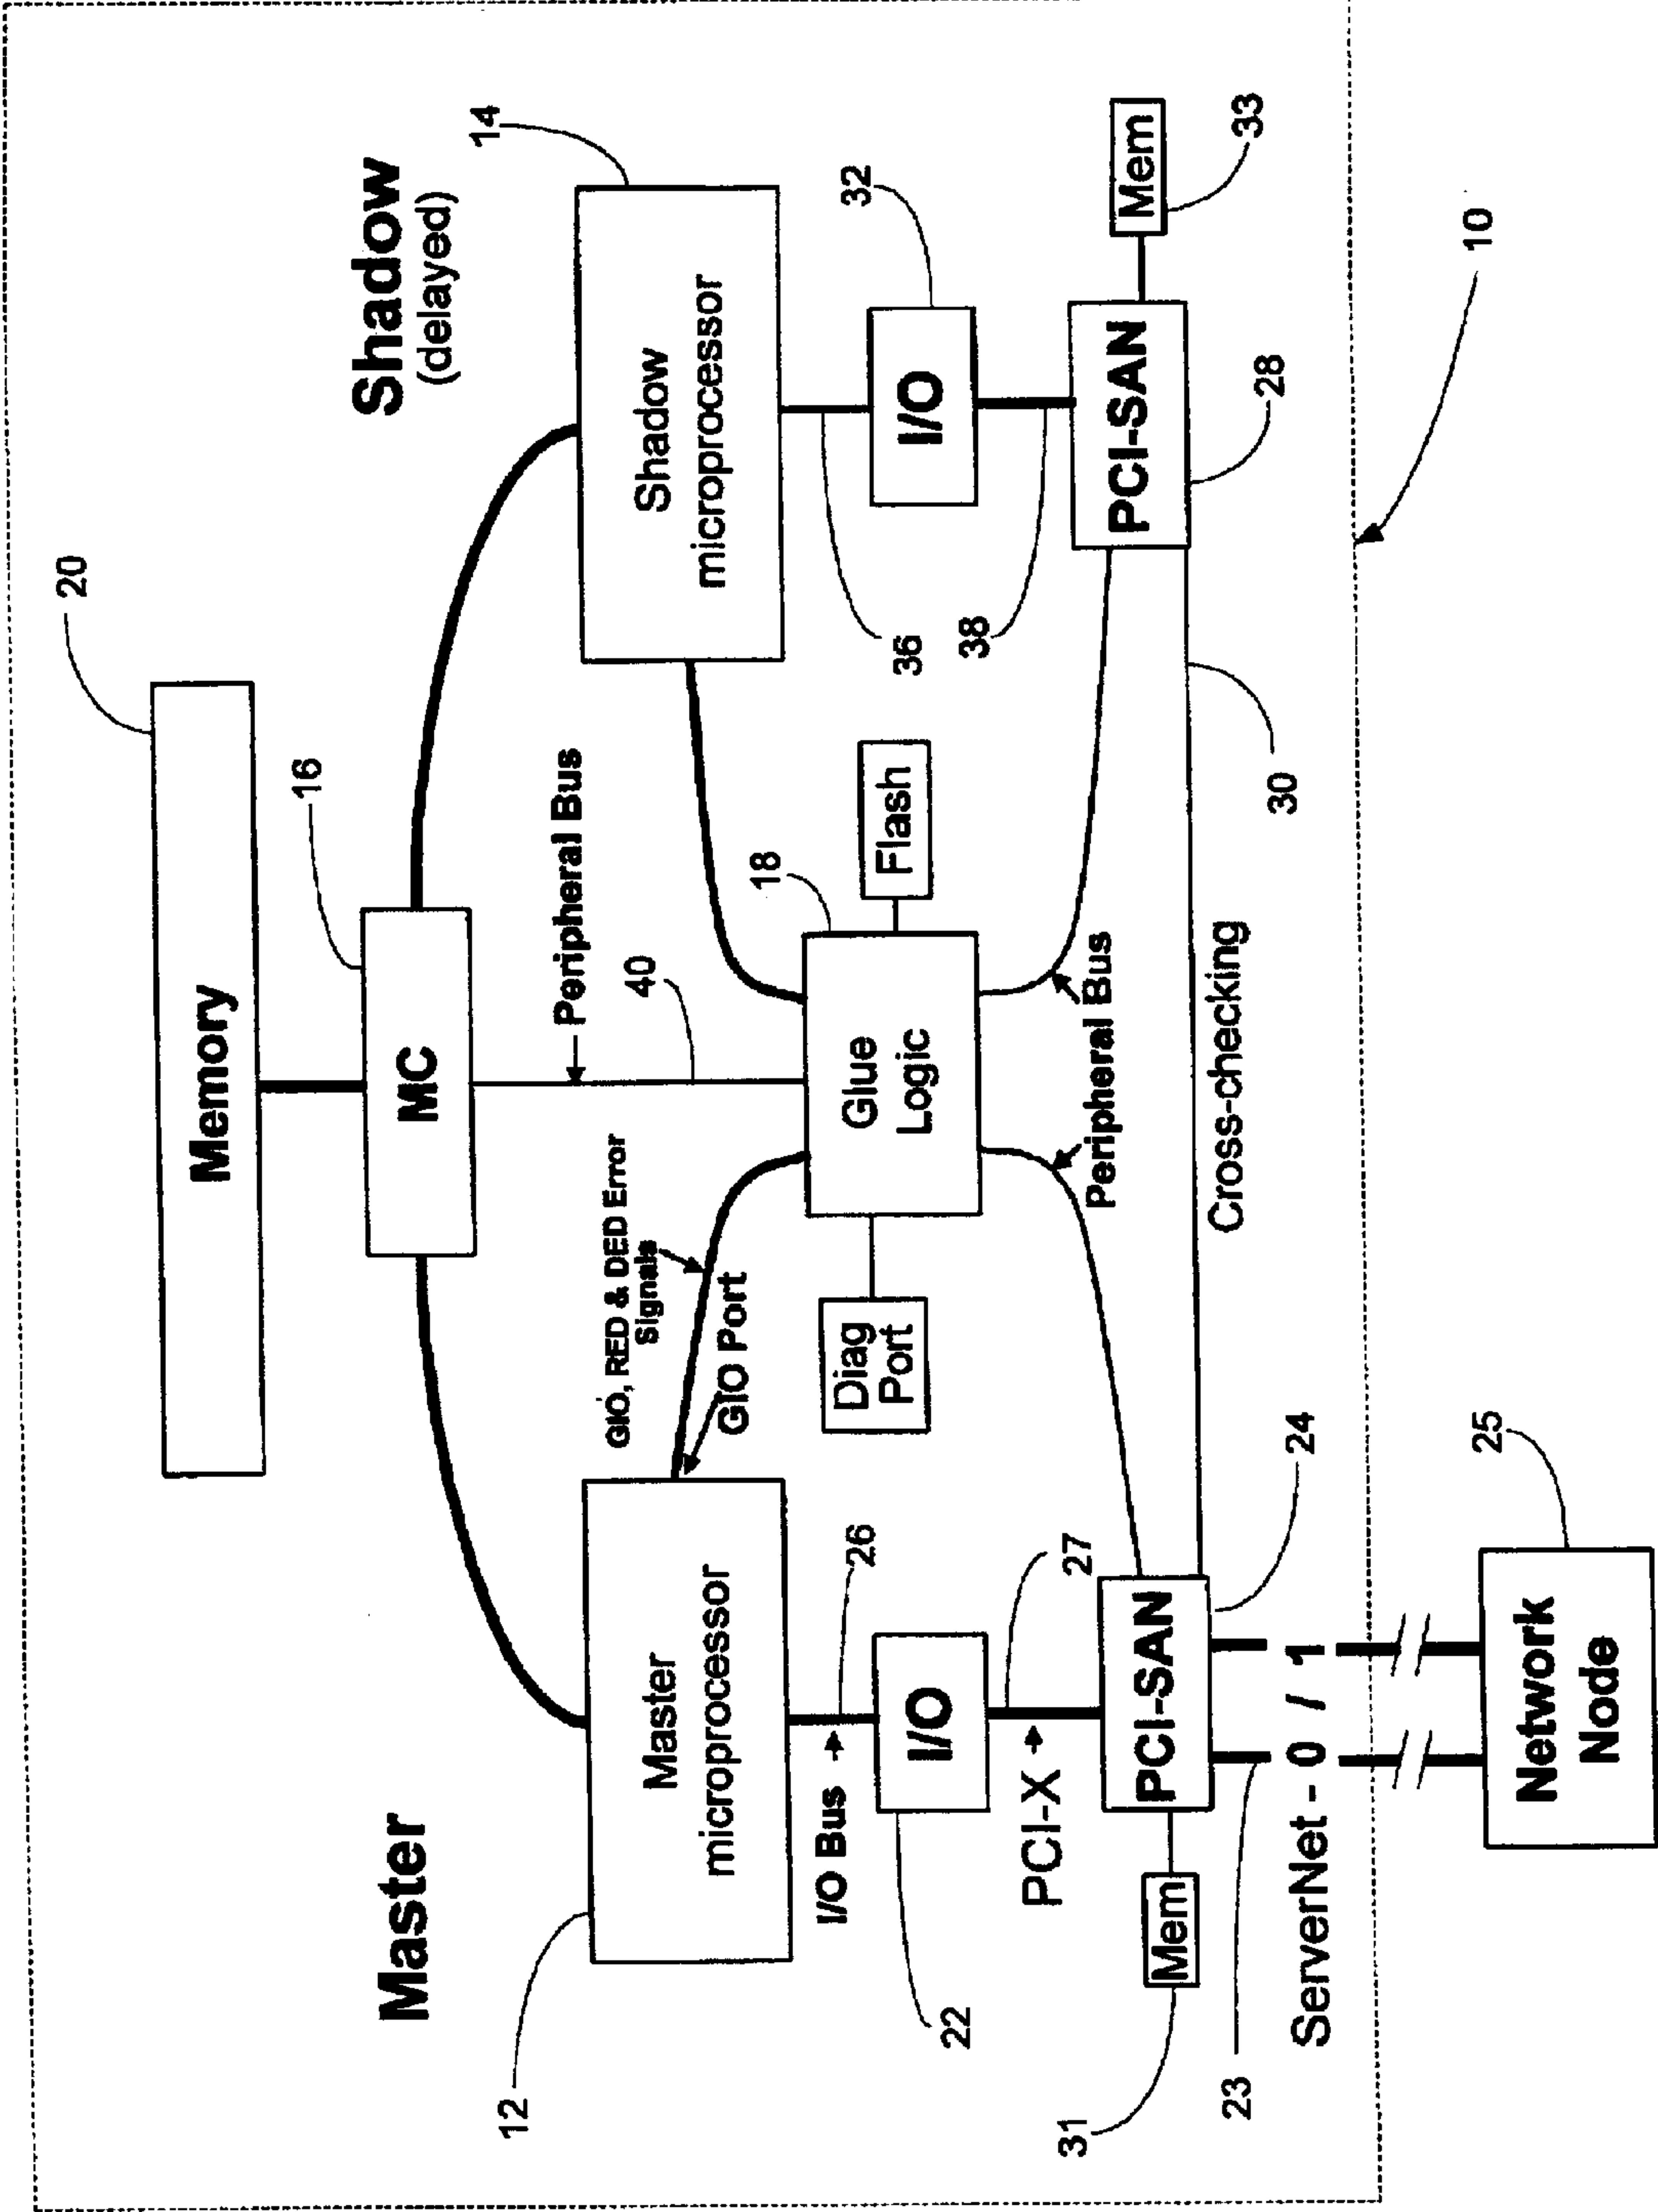 20
Memory
16
MC
Master
Shadow
(delayed)
12
14
Master
microprocessor
Shadow
microprocessor
GIO, RED & DED Error
Signals
GIO Port
Peripheral Bus
40
18
Glue
Logic
Diag
Port
Flash
I/O Bus
26
36
22
I/O
32
I/O
PCI-X
27
38
Peripheral Bus
31
Mem
PCI-SAN
24
PCI-SAN
28
Mem
33
Cross-checking
30
23
ServerNet - 0 / 1
10
25
Network
Node